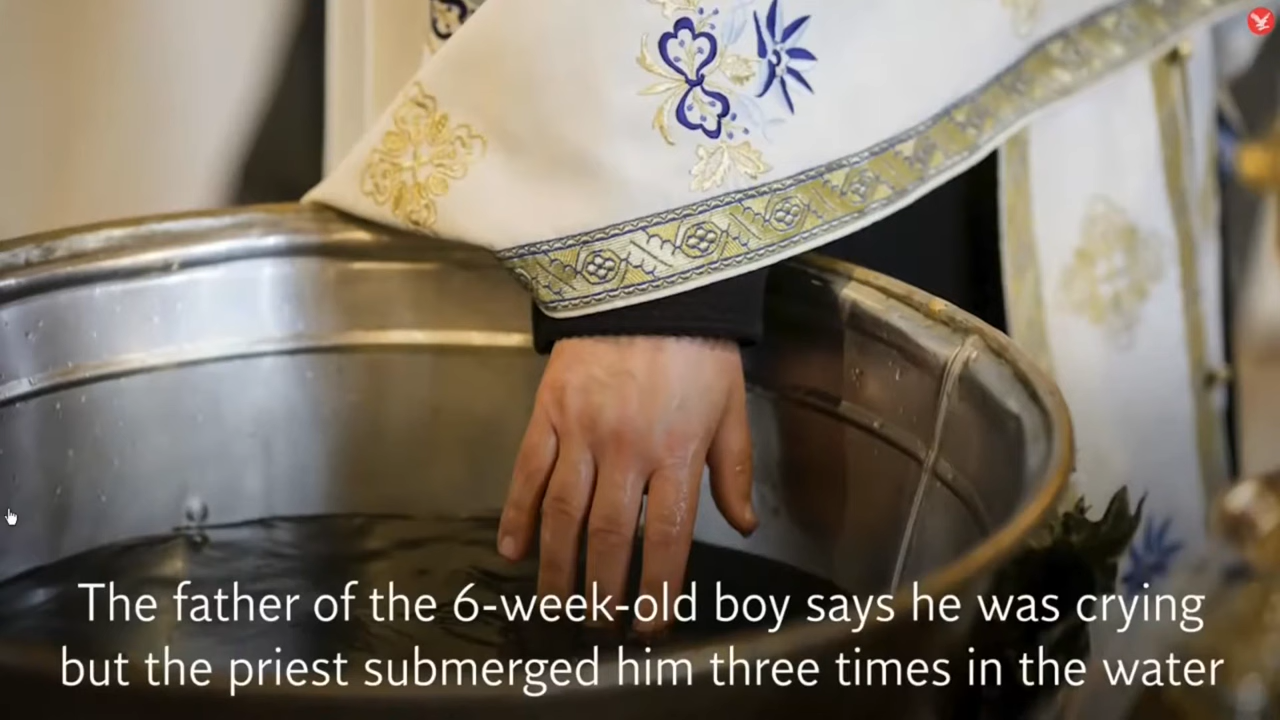 The father of the 6-week-old boy says he was crying
but the priest submerged him three times in the water